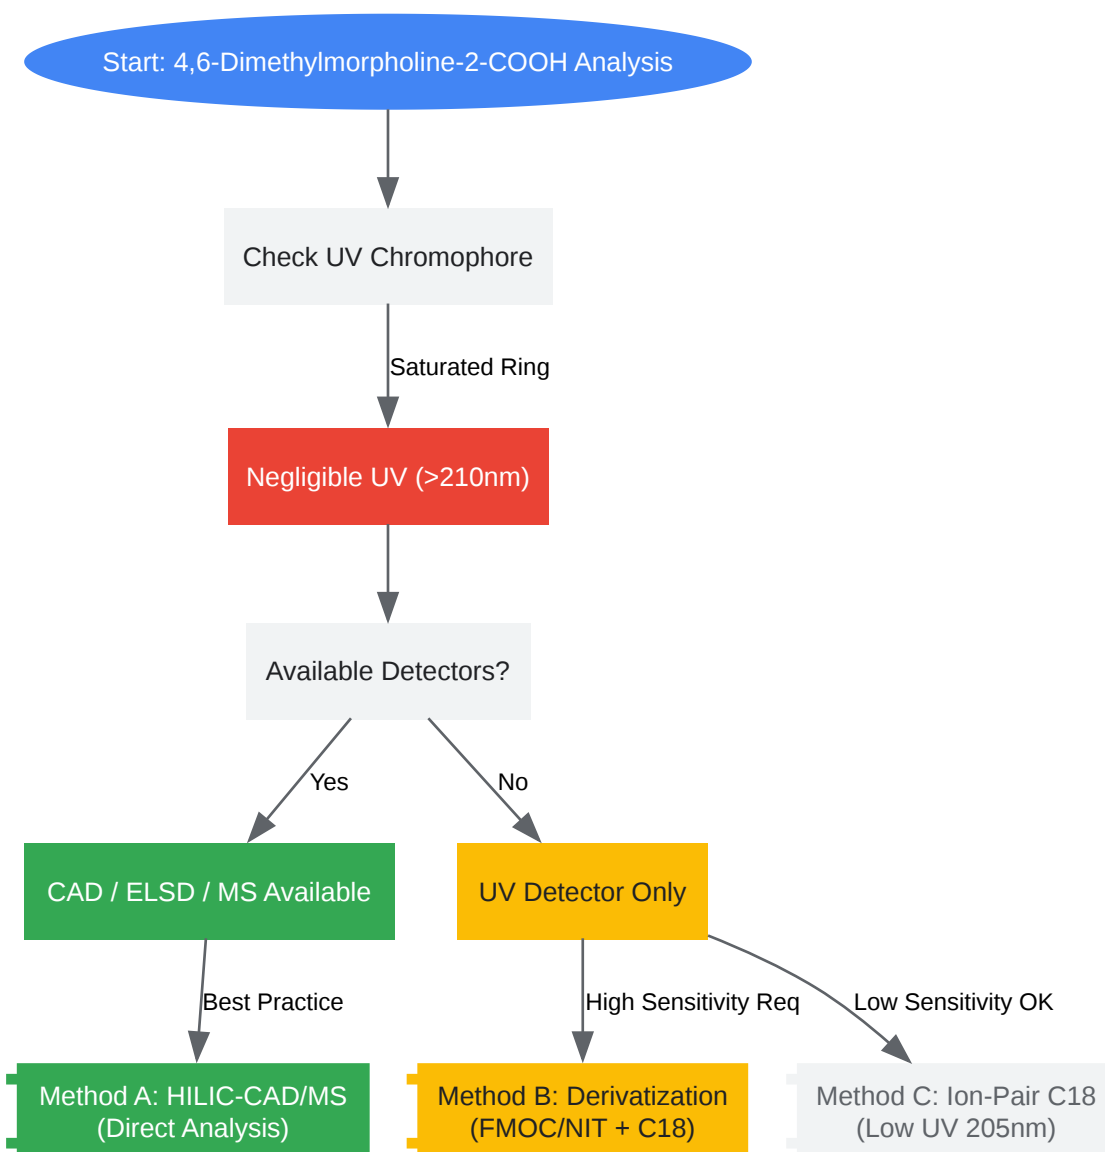 Start: 4,6-Dimethylmorpholine-2-COOH Analysis
Check UV Chromophore
Saturated Ring
Negligible UV (>210nm)
Available Detectors?
Yes
No
CAD / ELSD / MS Available
UV Detector Only
Best Practice
High Sensitivity Req
Low Sensitivity OK
Method A: HILIC-CAD/MS
(Direct Analysis)
Method B: Derivatization
(FMOC/NIT + C18)
Method C: Ion-Pair C18
(Low UV 205nm)